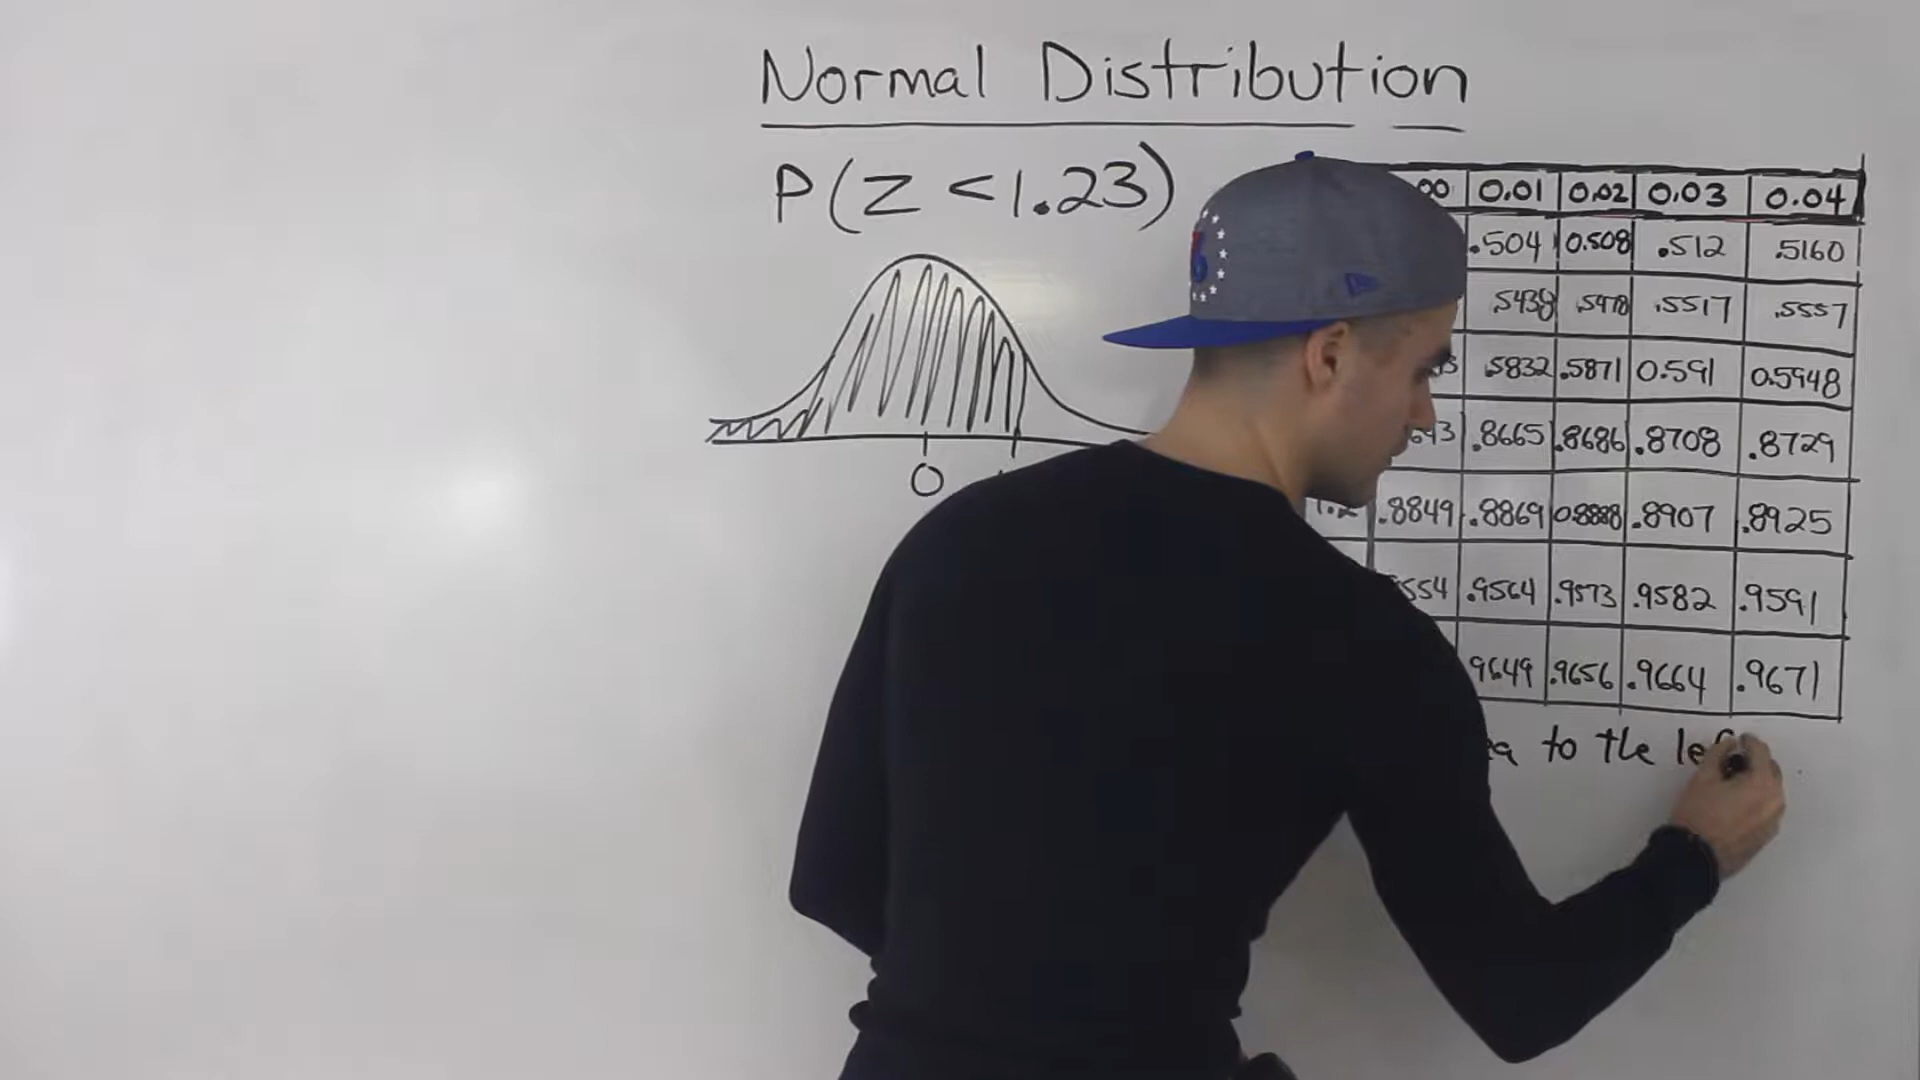 Normal Distribution
P(Z < 1.23)
0.01 0.02 0.03 0.04
.504 0.508 .512 .5160
.5438 .5478 .5517 .5557
.5832 .5871 0.591 0.5948
.8665 .8686 .8708 .8729
1.2 .8849 .8869 0.8888 .8907 .8925
.9564 .9573 .9582 .9591
.9649 .9656 .9664 .9671
0
to the